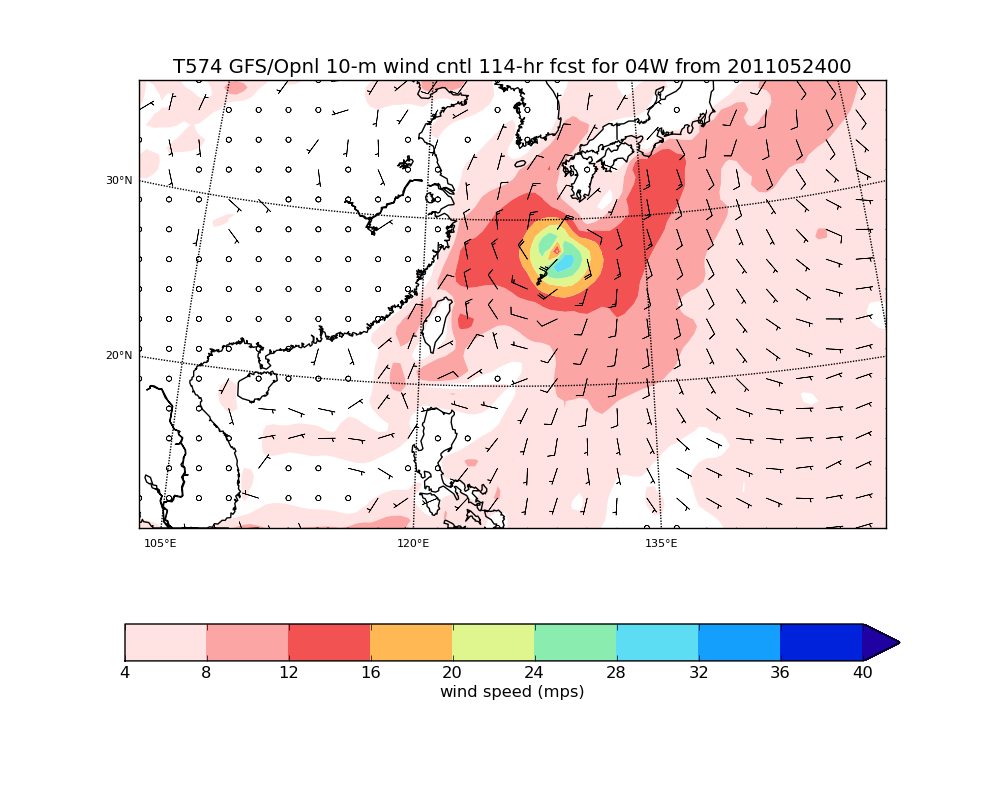 T574 GFS/Opnl 10-m wind cntl 114-hr fcst for 04W from 2011052400
30°N
20°N
105°E 120°E 135°E
4 8 12 16 20 24 28 32 36 40
wind speed (mps)